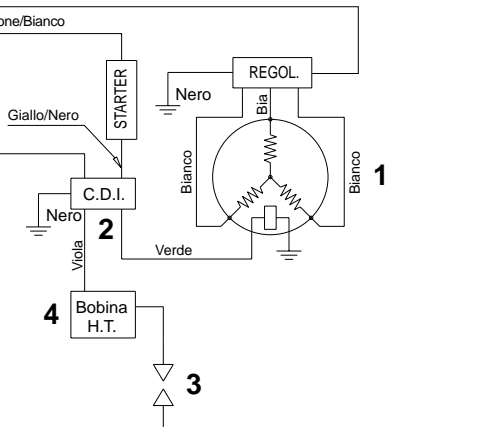 one/Bianco
REGOL.
STARTER
Nero
Bia
Giallo/Nero
Bianco
Bianco
1
C.D.I.
Nero
2
Verde
Viola
4
Bobina
H.T.
3